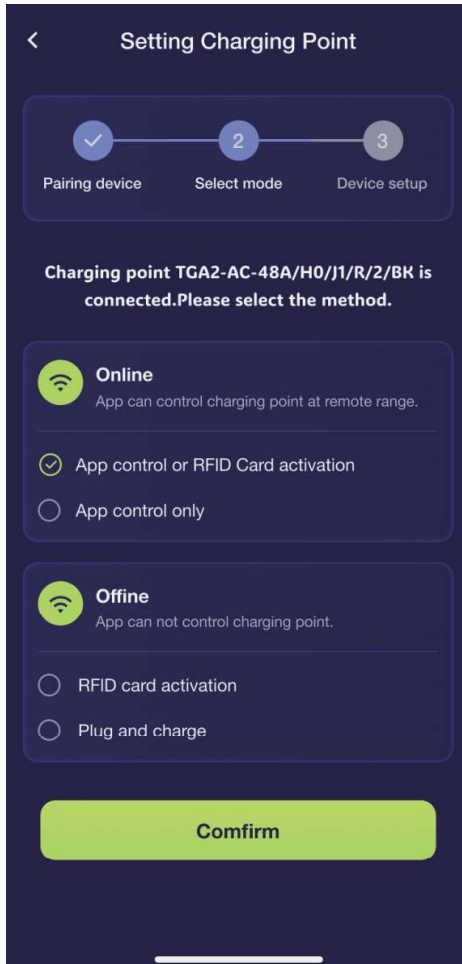 Setting Charging Point
2
3
Pairing device
Select mode
Device setup
Charging point TGA2-AC-48A/H0/J1/R/2/BK is
connected.Please select the method.
Online
App can control charging point at remote range.
App control or RFID Card activation
App control only
Offine
App can not control charging point.
RFID card activation
Plug and charge
Comfirm